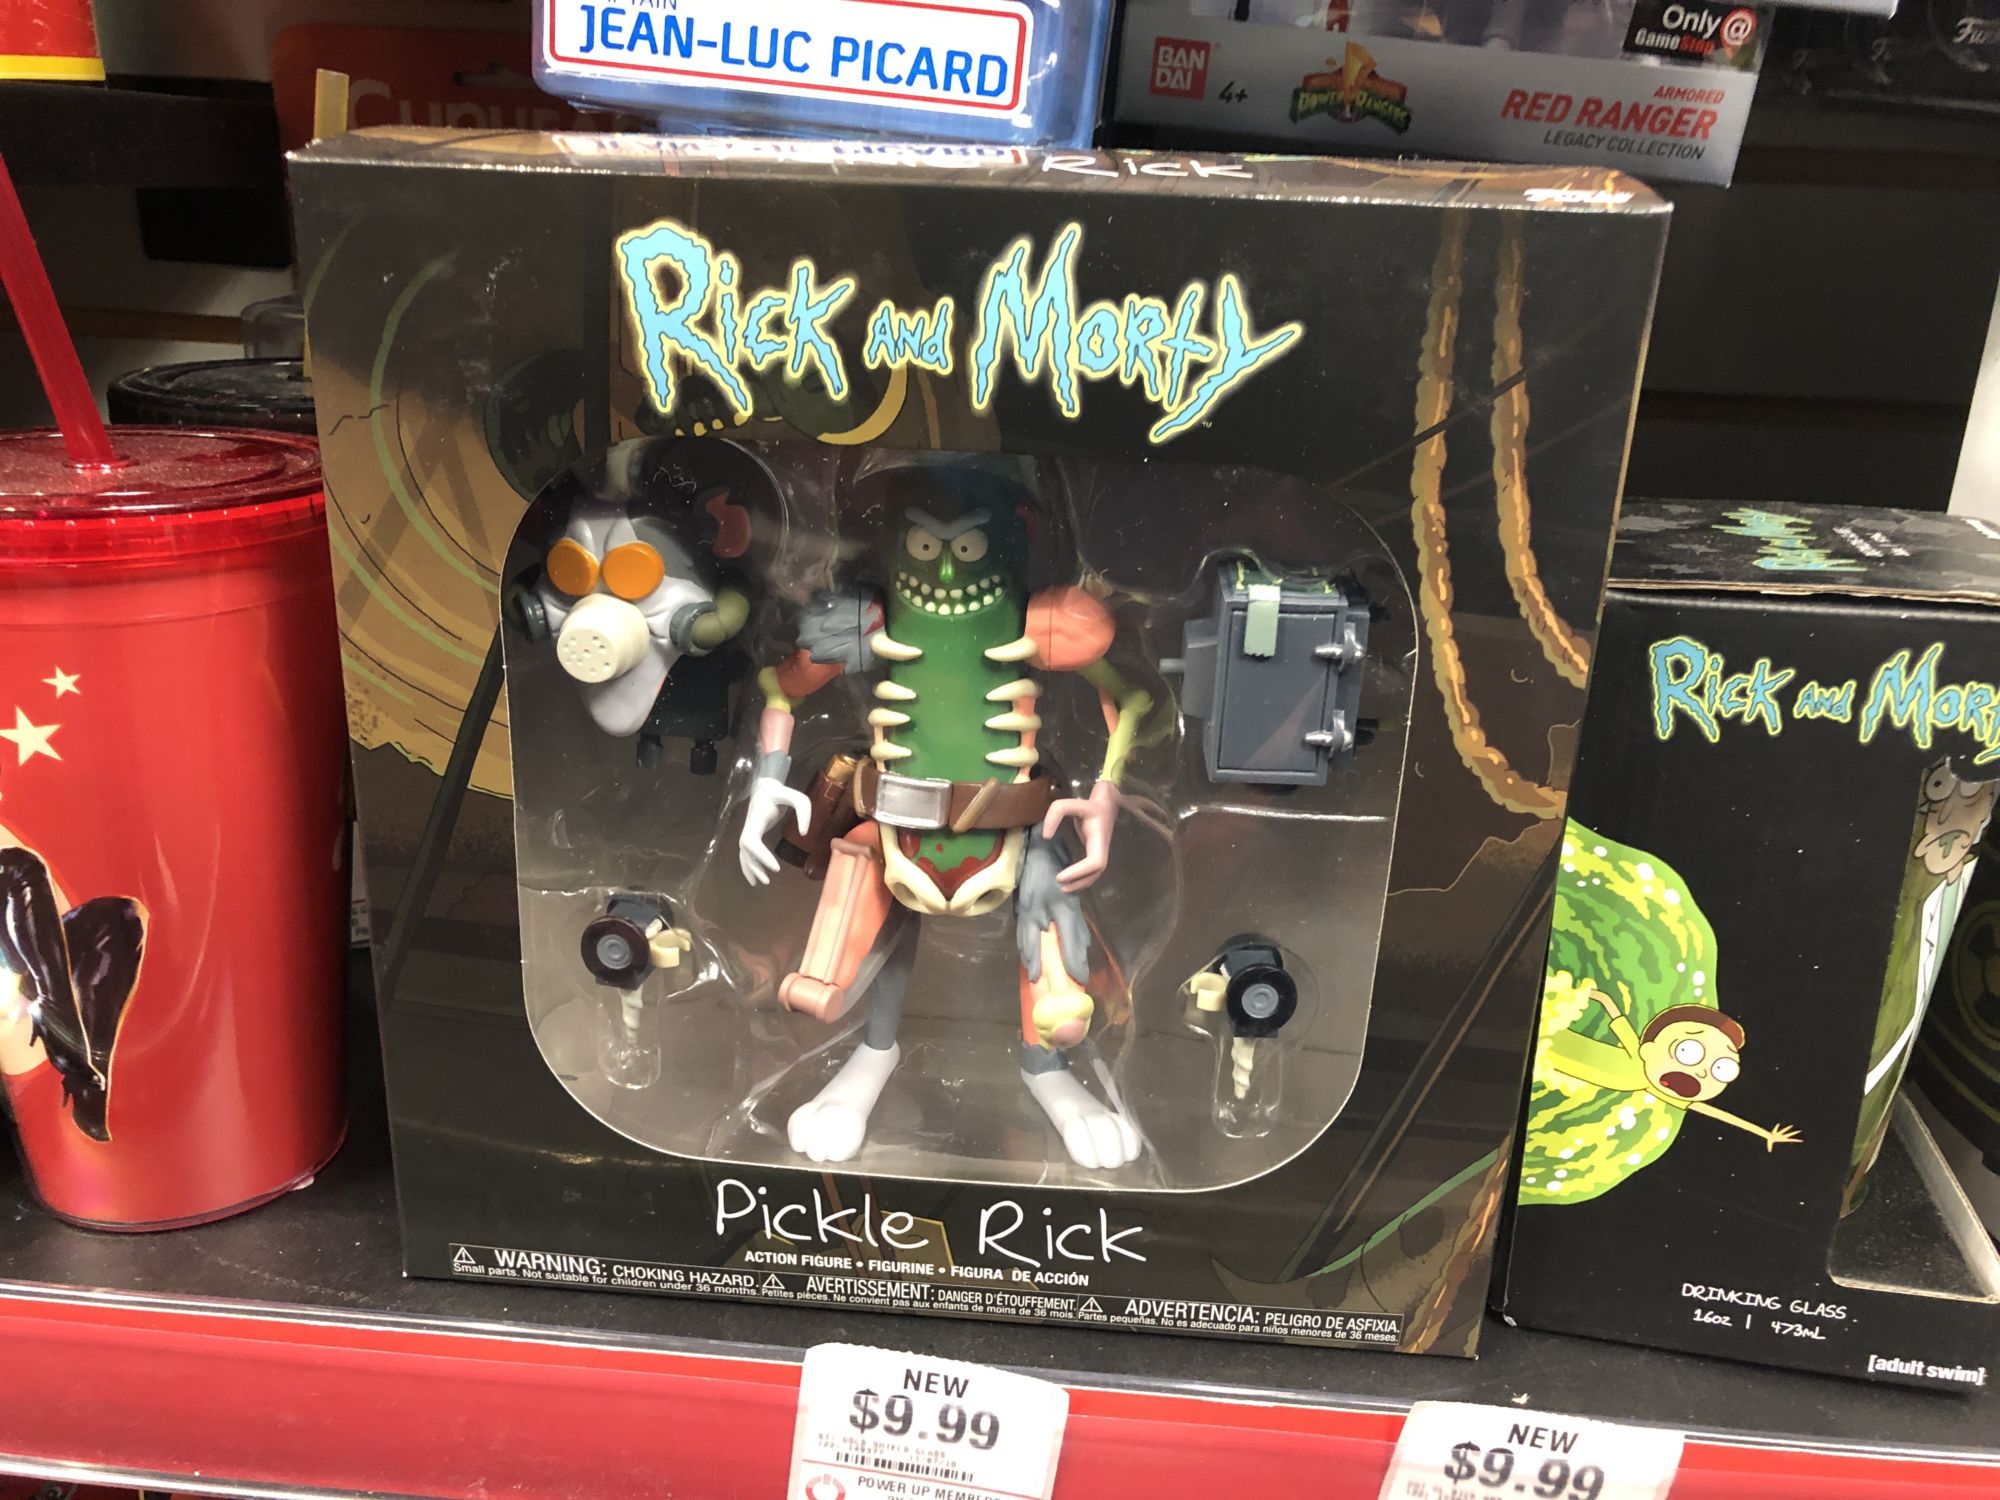 JEAN-LUC PICARD
Only @
GameStop
BAN
DAI
4+
POWER RANGERS
ARMORED
RED RANGER
LEGACY COLLECTION
Rick
RICK AND MORTY
Pickle Rick
ACTION FIGURE • FIGURINE • FIGURA DE ACCIÓN
WARNING: CHOKING HAZARD.
Small parts. Not suitable for children under 36 months.
AVERTISSEMENT: DANGER D'ÉTOUFFEMENT.
Petites pièces. Ne convient pas aux enfants de moins de 36 mois.
ADVERTENCIA: PELIGRO DE ASFIXIA.
Partes pequeñas. No es adecuado para niños menores de 36 meses.
RICK AND MOR
DRINKING GLASS
16oz | 473mL
[adult swim]
NEW
$9.99
POWER UP
NEW
$9.99